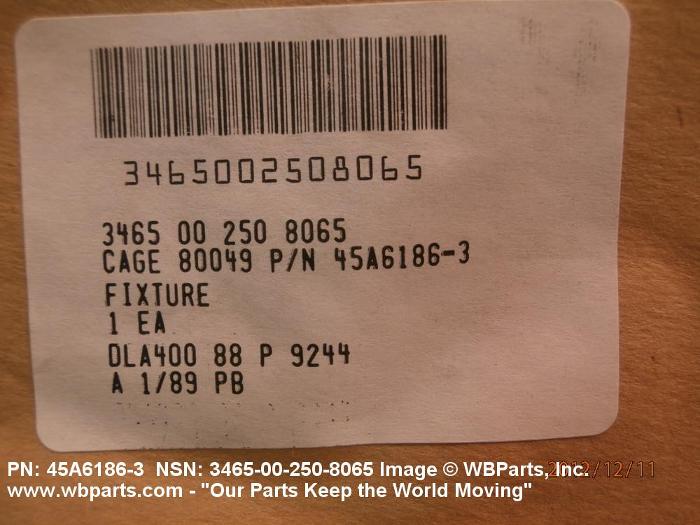 3465002508065
3465 00 250 8065
CAGE 80049 P/N 45A6186-3
FIXTURE
1 EA
DLA400 88 P 9244
A 1/89 PB
PN: 45A6186-3 NSN: 3465-00-250-8065 Image © WBParts, Inc.
2012/12/11
www.wbparts.com - "Our Parts Keep the World Moving"